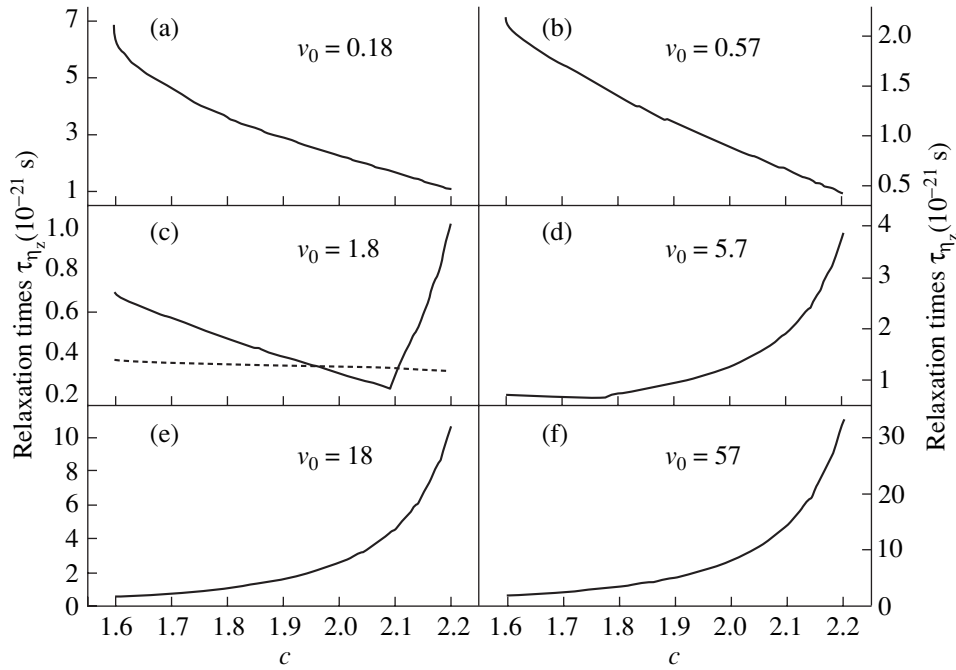 (a)
v0 = 0.18
7
5
3
1
(b)
v0 = 0.57
2.0
1.5
1.0
0.5
(c)
v0 = 1.8
1.0
0.8
0.6
0.4
0.2
(d)
v0 = 5.7
4
3
2
1
(e)
v0 = 18
10
8
6
4
2
0
(f)
v0 = 57
30
20
10
0
1.6 1.7 1.8 1.9 2.0 2.1 2.2
1.6 1.7 1.8 1.9 2.0 2.1 2.2
c
c
Relaxation times τηz(10–21 s)
Relaxation times τηz(10–21 s)